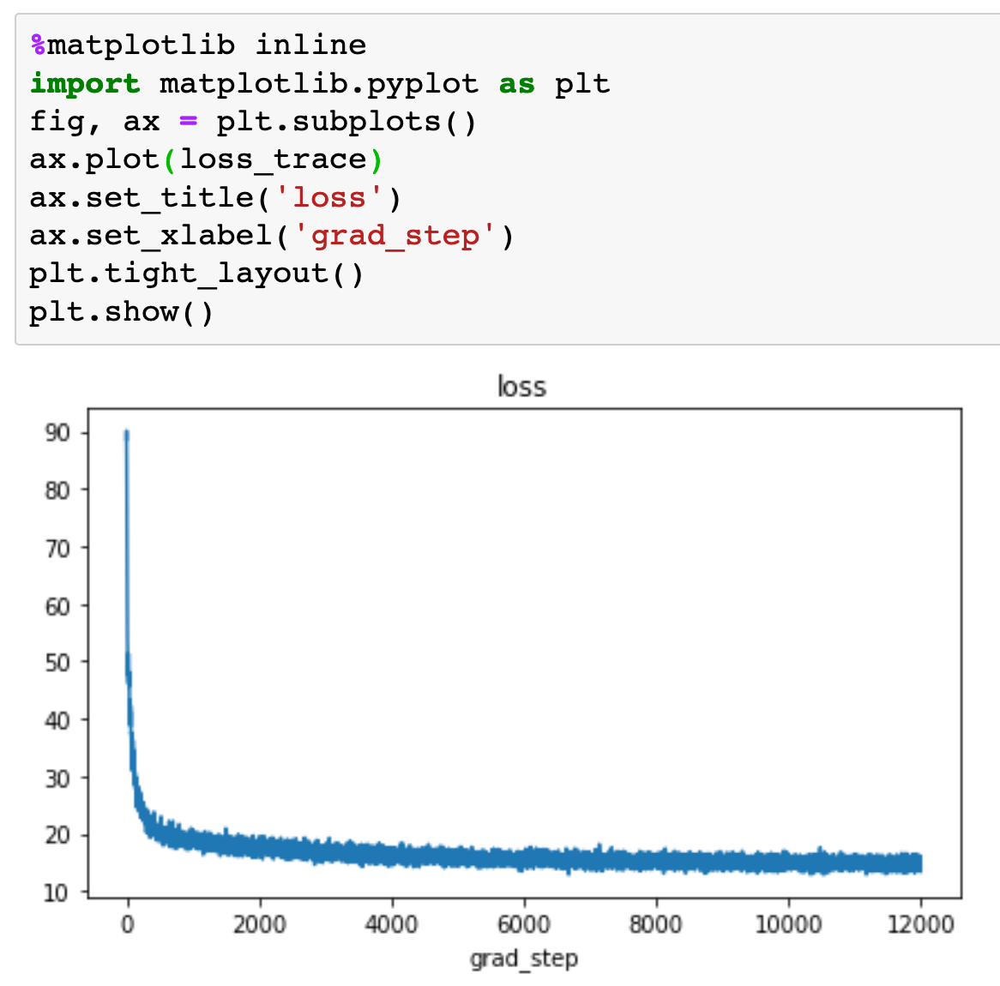 %matplotlib inline
import matplotlib.pyplot as plt
fig, ax = plt.subplots()
ax.plot(loss_trace)
ax.set_title('loss')
ax.set_xlabel('grad_step')
plt.tight_layout()
plt.show()
loss
90
80
70
60
50
40
30
20
10
0 2000 4000 6000 8000 10000 12000
grad_step